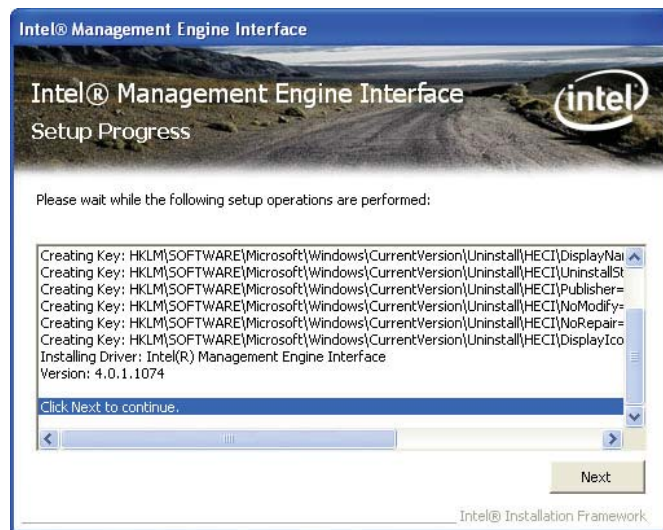 Intel® Management Engine Interface
Intel® Management Engine Interface
intel
Setup Progress
Please wait while the following setup operations are performed:
Creating Key: HKLM\SOFTWARE\Microsoft\Windows\CurrentVersion\Uninstall\HECI\DisplayNa
Creating Key: HKLM\SOFTWARE\Microsoft\Windows\CurrentVersion\Uninstall\HECI\UninstallSt
Creating Key: HKLM\SOFTWARE\Microsoft\Windows\CurrentVersion\Uninstall\HECI\Publisher=
Creating Key: HKLM\SOFTWARE\Microsoft\Windows\CurrentVersion\Uninstall\HECI\NoModify=
Creating Key: HKLM\SOFTWARE\Microsoft\Windows\CurrentVersion\Uninstall\HECI\NoRepair=
Creating Key: HKLM\SOFTWARE\Microsoft\Windows\CurrentVersion\Uninstall\HECI\DisplayIco
Installing Driver: Intel(R) Management Engine Interface
Version: 4.0.1.1074
Click Next to continue.
Next
Intel® Installation Framework